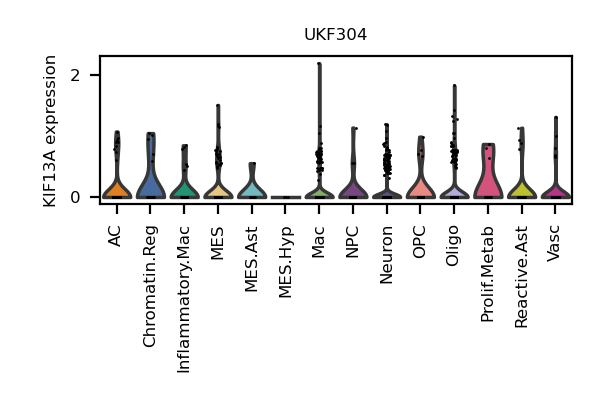 UKF304
KIF13A expression
2
0
AC
Chromatin.Reg
Inflammatory.Mac
MES
MES.Ast
MES.Hyp
Mac
NPC
Neuron
OPC
Oligo
Prolif.Metab
Reactive.Ast
Vasc